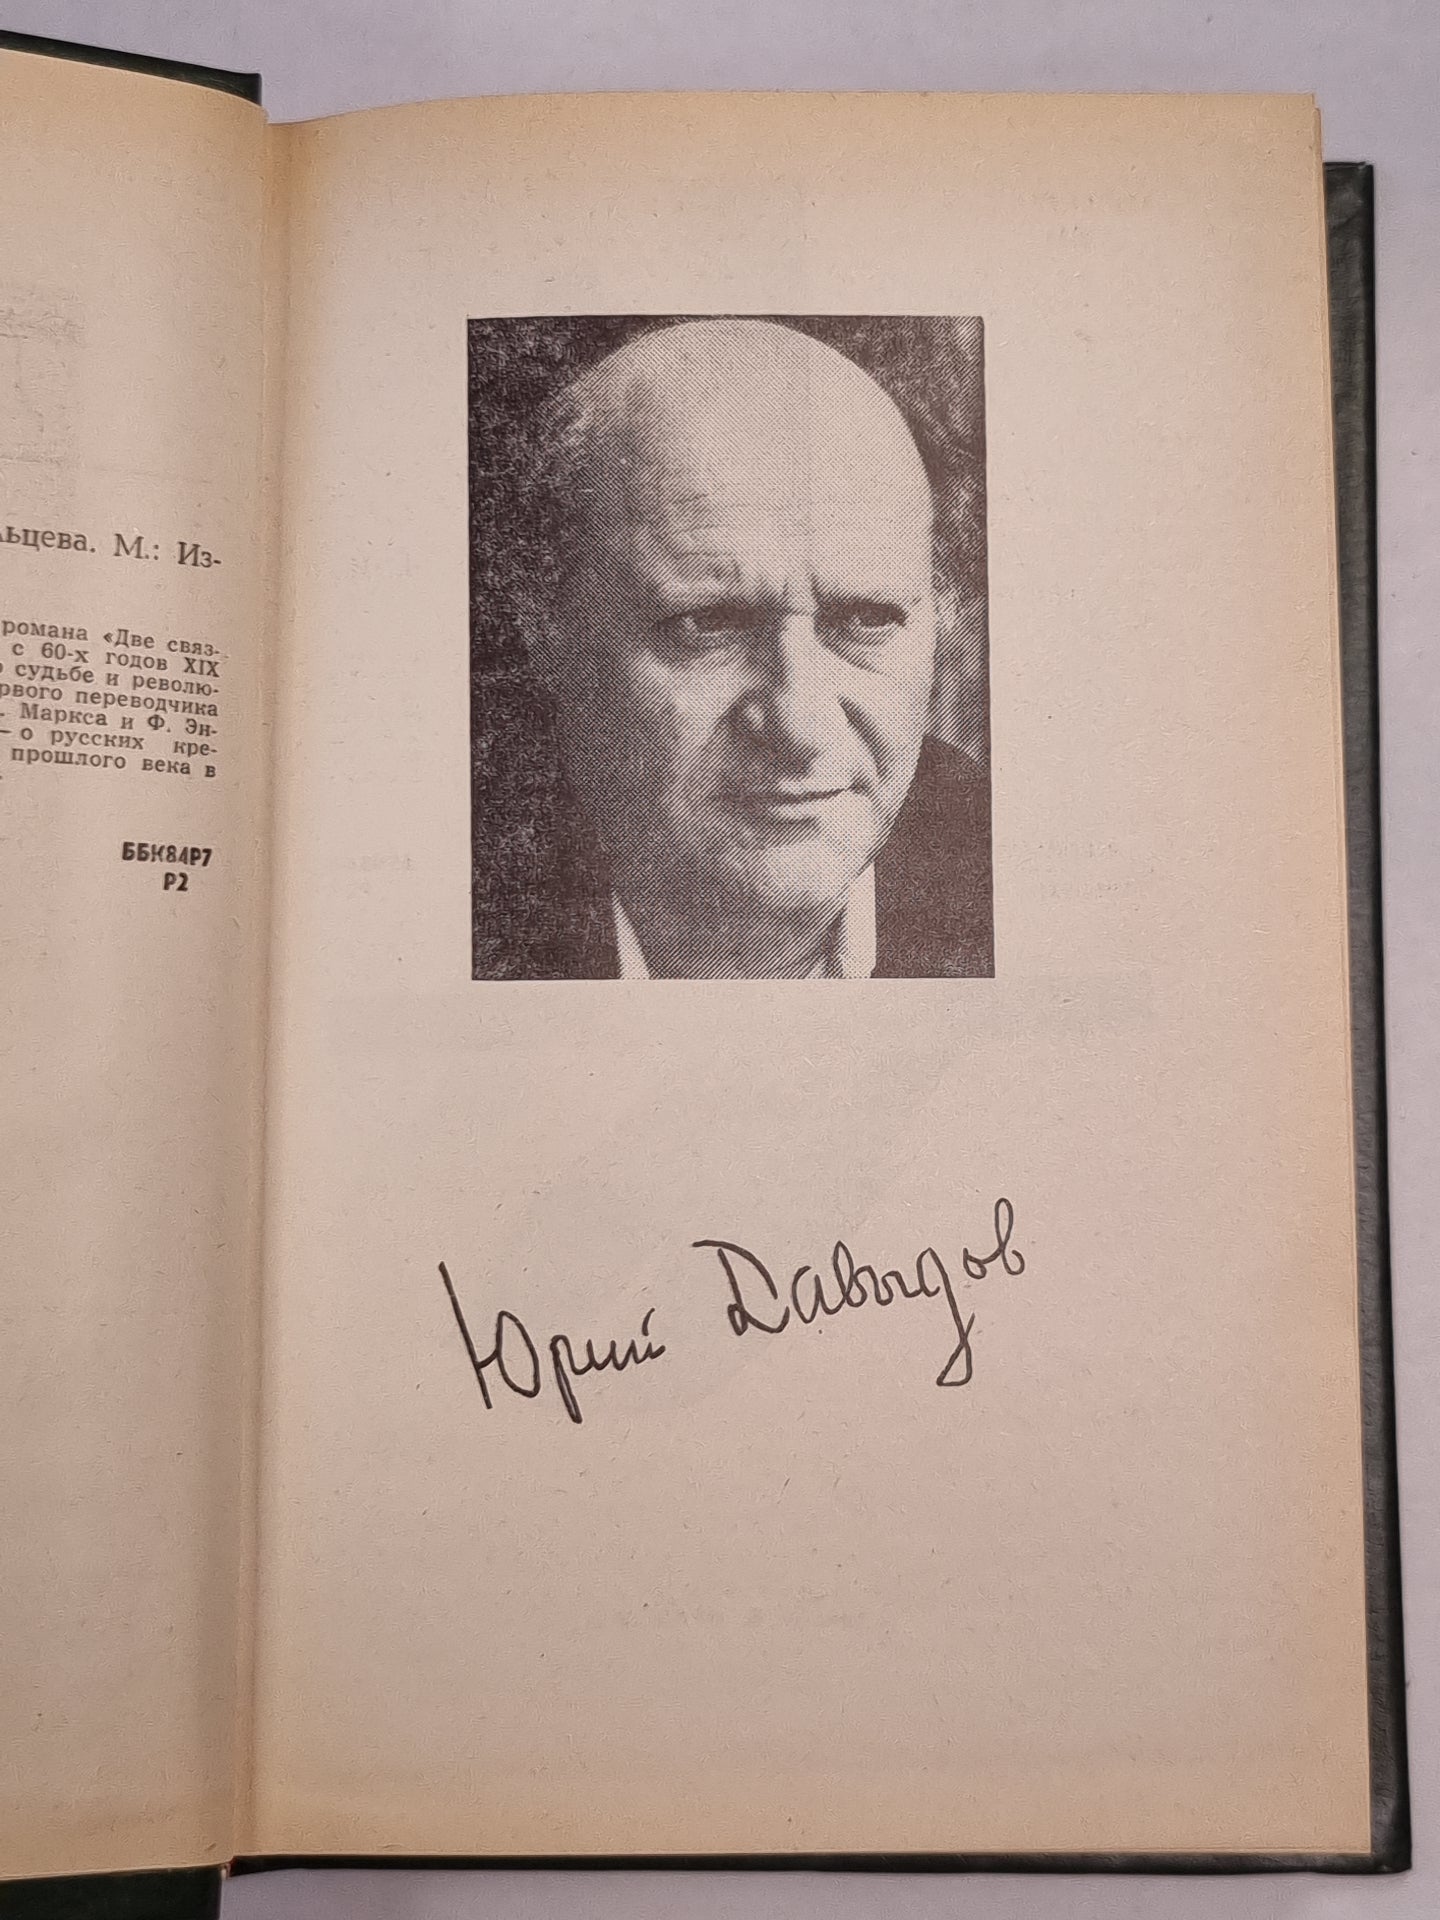 льцева. М.: Из-
романа «Две связ-
с 60-х годов XIX
судьбе и револю-
рвого переводчика
Маркса и Ф. Эн-
— о русских кре-
прошлого века в
ББК84Р7
Р2
Юрий Давыдов